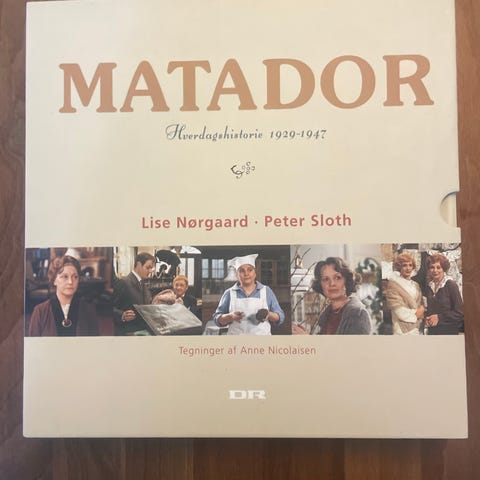 MATADOR
Hverdagshistorie 1929-1947
Lise Nørgaard · Peter Sloth
Tegninger af Anne Nicolaisen
DR